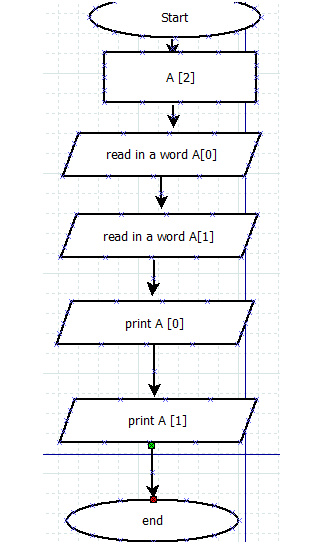 Start
A [2]
read in a word A[0]
read in a word A[1]
print A [0]
print A [1]
end